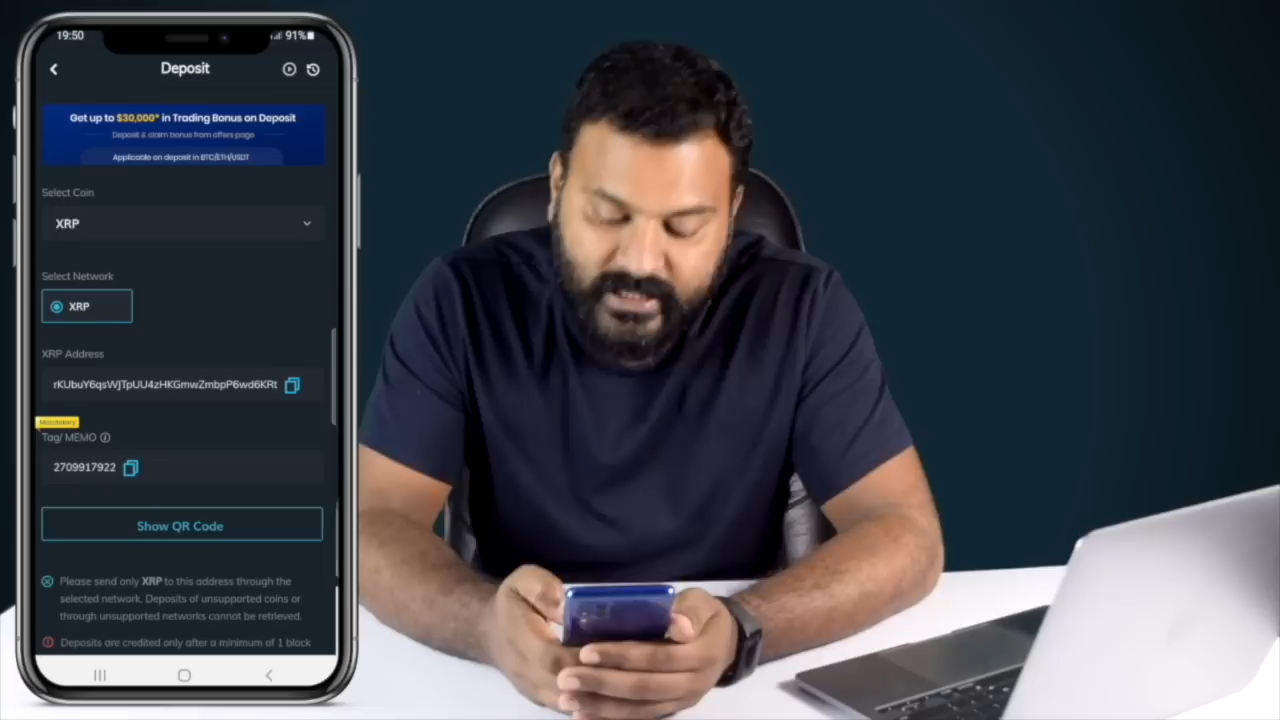 19:50
91%
Deposit
Get up to $30,000* in Trading Bonus on Deposit
Deposit & claim bonus from offers page
Applicable on deposit in BTC/ETH/USDT
Select Coin
XRP
Select Network
XRP
XRP Address
rKUbuY6qsWJTpUU4zHKGmwZmbpP6wd6KRt
Mandatory
Tag/ MEMO
2709917922
Show QR Code
Please send only XRP to this address through the
selected network. Deposits of unsupported coins or
through unsupported networks cannot be retrieved.
Deposits are credited only after a minimum of 1 block